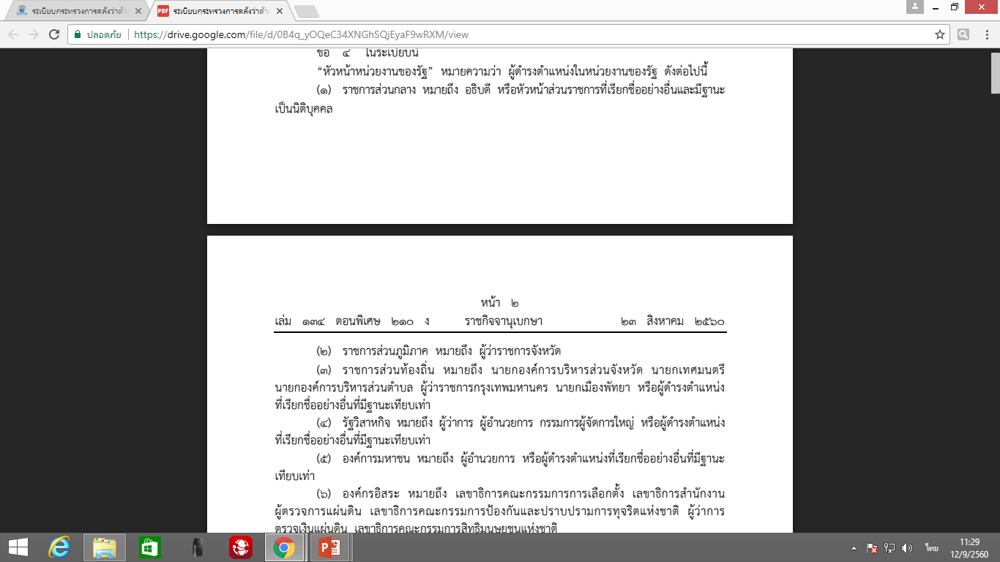 ระเบียบกระทรวงการคลังว่าด้ว
ระเบียบกระทรวงการคลังว่าด้ว
ปลอดภัย https://drive.google.com/file/d/0B4q_yOQeC34XNGhSQjEyaF9wRXM/view
ข้อ ๔ ในระเบียบนี้
“หัวหน้าหน่วยงานของรัฐ” หมายความว่า ผู้ดำรงตำแหน่งในหน่วยงานของรัฐ ดังต่อไปนี้
(๑) ราชการส่วนกลาง หมายถึง อธิบดี หรือหัวหน้าส่วนราชการที่เรียกชื่ออย่างอื่นและมีฐานะ
เป็นนิติบุคคล
หน้า ๒
เล่ม ๑๓๔ ตอนพิเศษ ๒๑๐ ง ราชกิจจานุเบกษา ๒๓ สิงหาคม ๒๕๖๐
(๒) ราชการส่วนภูมิภาค หมายถึง ผู้ว่าราชการจังหวัด
(๓) ราชการส่วนท้องถิ่น หมายถึง นายกองค์การบริหารส่วนจังหวัด นายกเทศมนตรี
นายกองค์การบริหารส่วนตำบล ผู้ว่าราชการกรุงเทพมหานคร นายกเมืองพัทยา หรือผู้ดำรงตำแหน่ง
ที่เรียกชื่ออย่างอื่นที่มีฐานะเทียบเท่า
(๔) รัฐวิสาหกิจ หมายถึง ผู้ว่าการ ผู้อำนวยการ กรรมการผู้จัดการใหญ่ หรือผู้ดำรงตำแหน่ง
ที่เรียกชื่ออย่างอื่นที่มีฐานะเทียบเท่า
(๕) องค์การมหาชน หมายถึง ผู้อำนวยการ หรือผู้ดำรงตำแหน่งที่เรียกชื่ออย่างอื่นที่มีฐานะ
เทียบเท่า
(๖) องค์กรอิสระ หมายถึง เลขาธิการคณะกรรมการการเลือกตั้ง เลขาธิการสำนักงาน
ผู้ตรวจการแผ่นดิน เลขาธิการคณะกรรมการป้องกันและปราบปรามการทุจริตแห่งชาติ ผู้ว่าการ
ตรวจเงินแผ่นดิน เลขาธิการคณะกรรมการสิทธิมนุษยชนแห่งชาติ
ไทย
11:29
12/9/2560